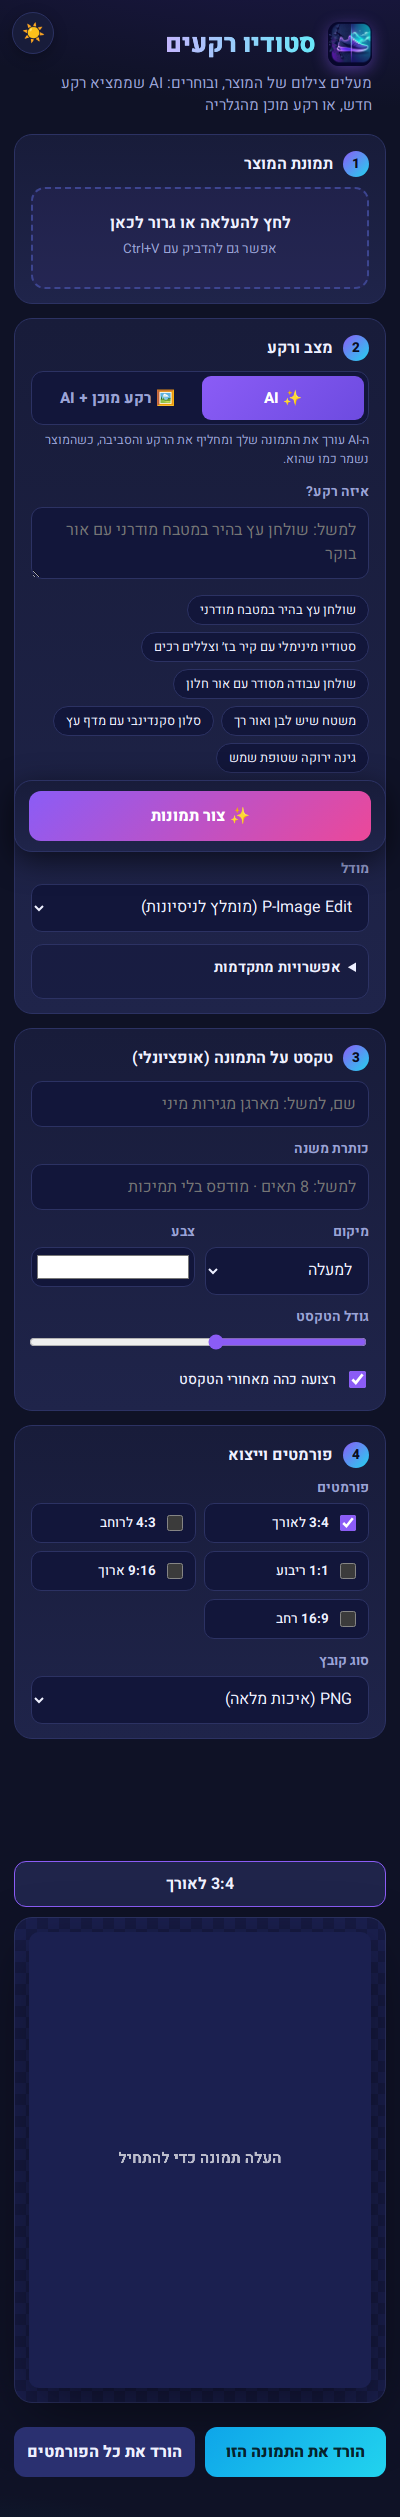 סטודיו רקעים
מעלים צילום של המוצר, ובוחרים: AI שממציא רקע
חדש, או רקע מוכן מהגלריה
1 תמונת המוצר
לחץ להעלאה או גרור לכאן
אפשר גם להדביק עם Ctrl+V
2 מצב ורקע
✨ AI
🖼️ רקע מוכן + AI
ה-AI עורך את התמונה שלך ומחליף את הרקע והסביבה, כשהמוצר
נשמר כמו שהוא.
איזה רקע?
למשל: שולחן עץ בהיר במטבח מודרני עם אור
בוקר
שולחן עץ בהיר במטבח מודרני
סטודיו מינימלי עם קיר בז' וצללים רכים
שולחן עבודה מסודר עם אור חלון
משטח שיש לבן ואור רך
סלון סקנדינבי עם מדף עץ
גינה ירוקה שטופת שמש
✨ צור תמונות
מודל
P-Image Edit (מומלץ לניסיונות)
אפשרויות מתקדמות
3 טקסט על התמונה (אופציונלי)
שם, למשל: מארגן מגירות מיני
כותרת משנה
למשל: 8 תאים · מודפס בלי תמיכות
מיקום
צבע
למעלה
גודל הטקסט
רצועה כהה מאחורי הטקסט
4 פורמטים וייצוא
פורמטים
3:4 לאורך
4:3 לרוחב
1:1 ריבוע
9:16 ארוך
16:9 רחב
סוג קובץ
PNG (איכות מלאה)
3:4 לאורך
העלה תמונה כדי להתחיל
הורד את התמונה הזו
הורד את כל הפורמטים